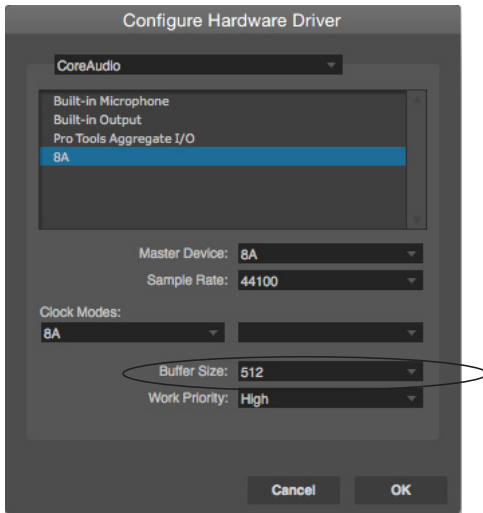 Configure Hardware Driver
CoreAudio
Built-in Microphone
Built-in Output
Pro Tools Aggregate I/O
8A
Master Device: 8A
Sample Rate: 44100
Clock Modes:
8A
Buffer Size: 512
Work Priority: High
Cancel OK